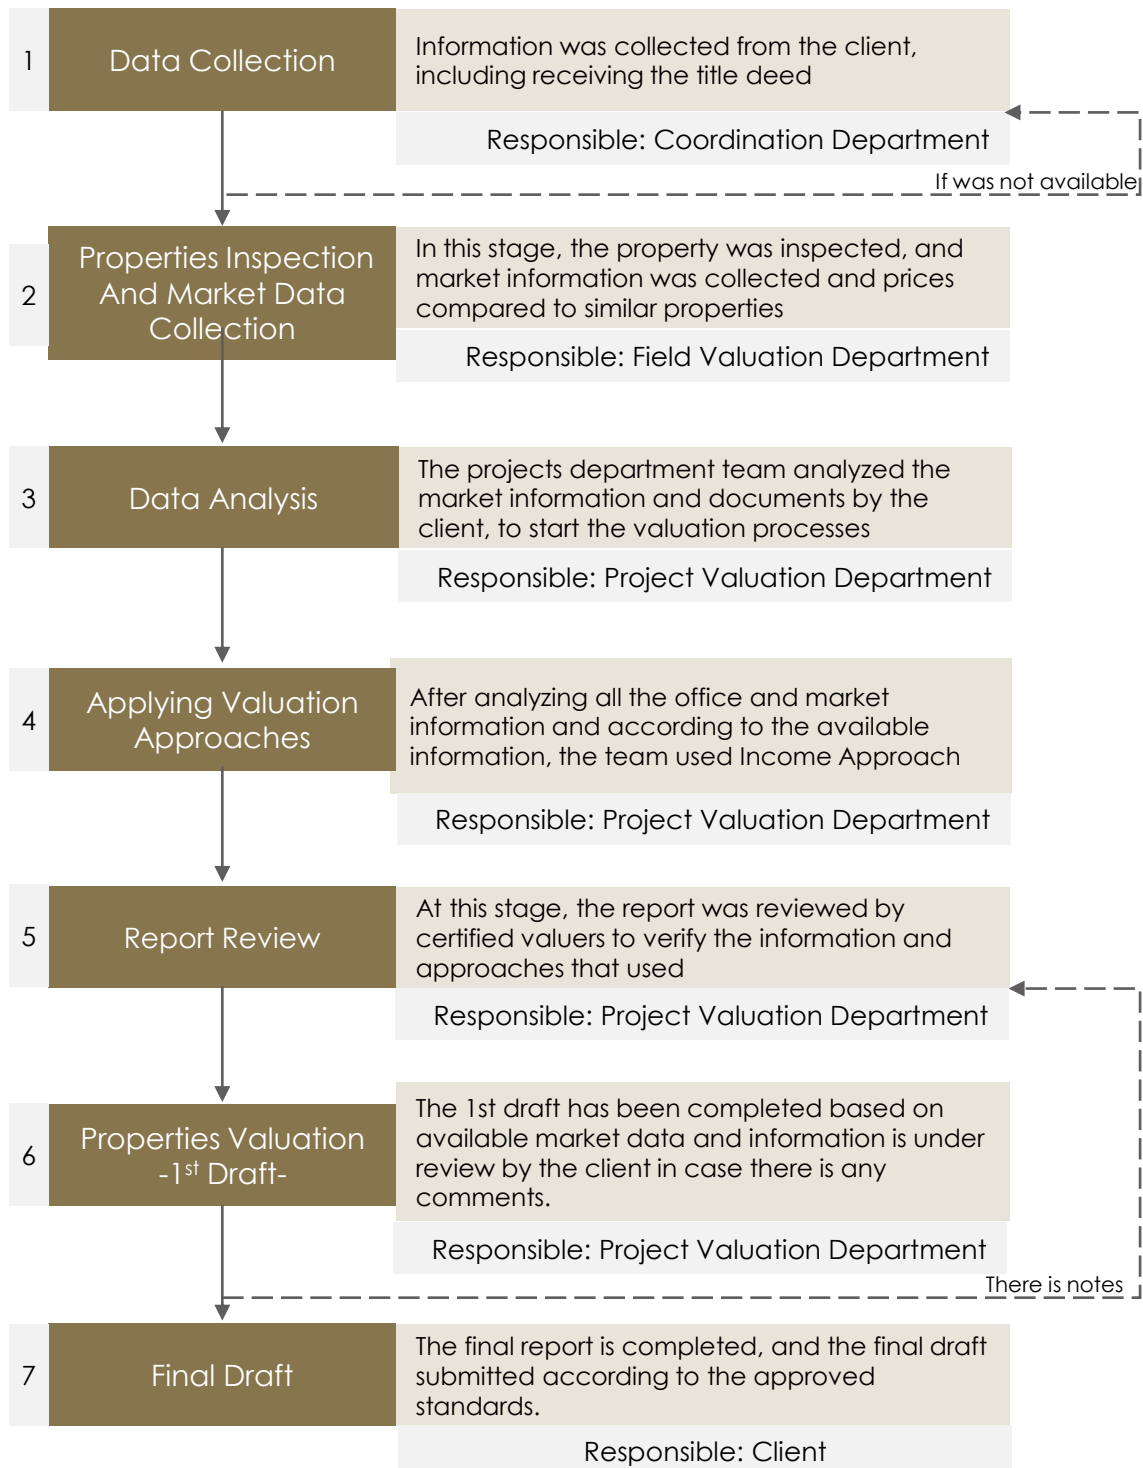 1
Data Collection
Information was collected from the client,
including receiving the title deed
Responsible: Coordination Department
If was not available
2
Properties Inspection
And Market Data
Collection
In this stage, the property was inspected, and
market information was collected and prices
compared to similar properties
Responsible: Field Valuation Department
3
Data Analysis
The projects department team analyzed the
market information and documents by the
client, to start the valuation processes
Responsible: Project Valuation Department
4
Applying Valuation
Approaches
After analyzing all the office and market
information and according to the available
information, the team used Income Approach
Responsible: Project Valuation Department
5
Report Review
At this stage, the report was reviewed by
certified valuers to verify the information and
approaches that used
Responsible: Project Valuation Department
6
Properties Valuation
-1st Draft-
The 1st draft has been completed based on
available market data and information is under
review by the client in case there is any
comments.
Responsible: Project Valuation Department
There is notes
7
Final Draft
The final report is completed, and the final draft
submitted according to the approved
standards.
Responsible: Client